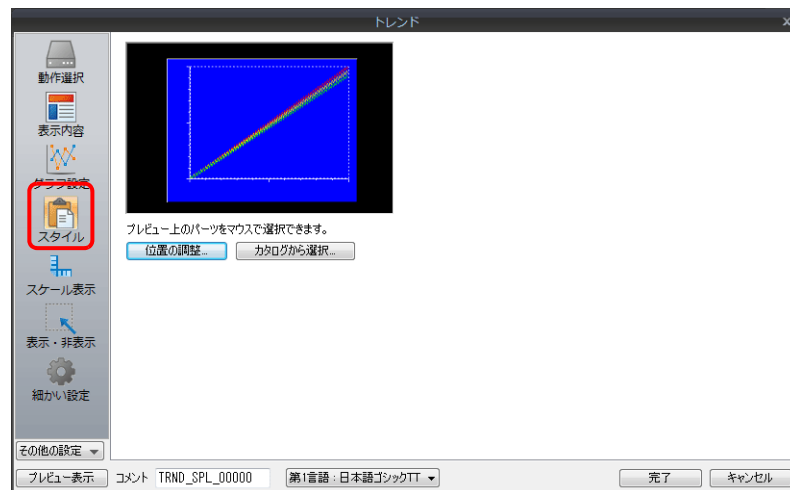 トレンド
動作選択
表示内容
グラフ設定
スタイル
スケール表示
表示・非表示
細かい設定
その他の設定
プレビュー上のパーツをマウスで選択できます。
位置の調整...
カタログから選択...
プレビュー表示
コメント
TRND_SPL_00000
第1言語 : 日本語ゴシックTT
完了
キャンセル